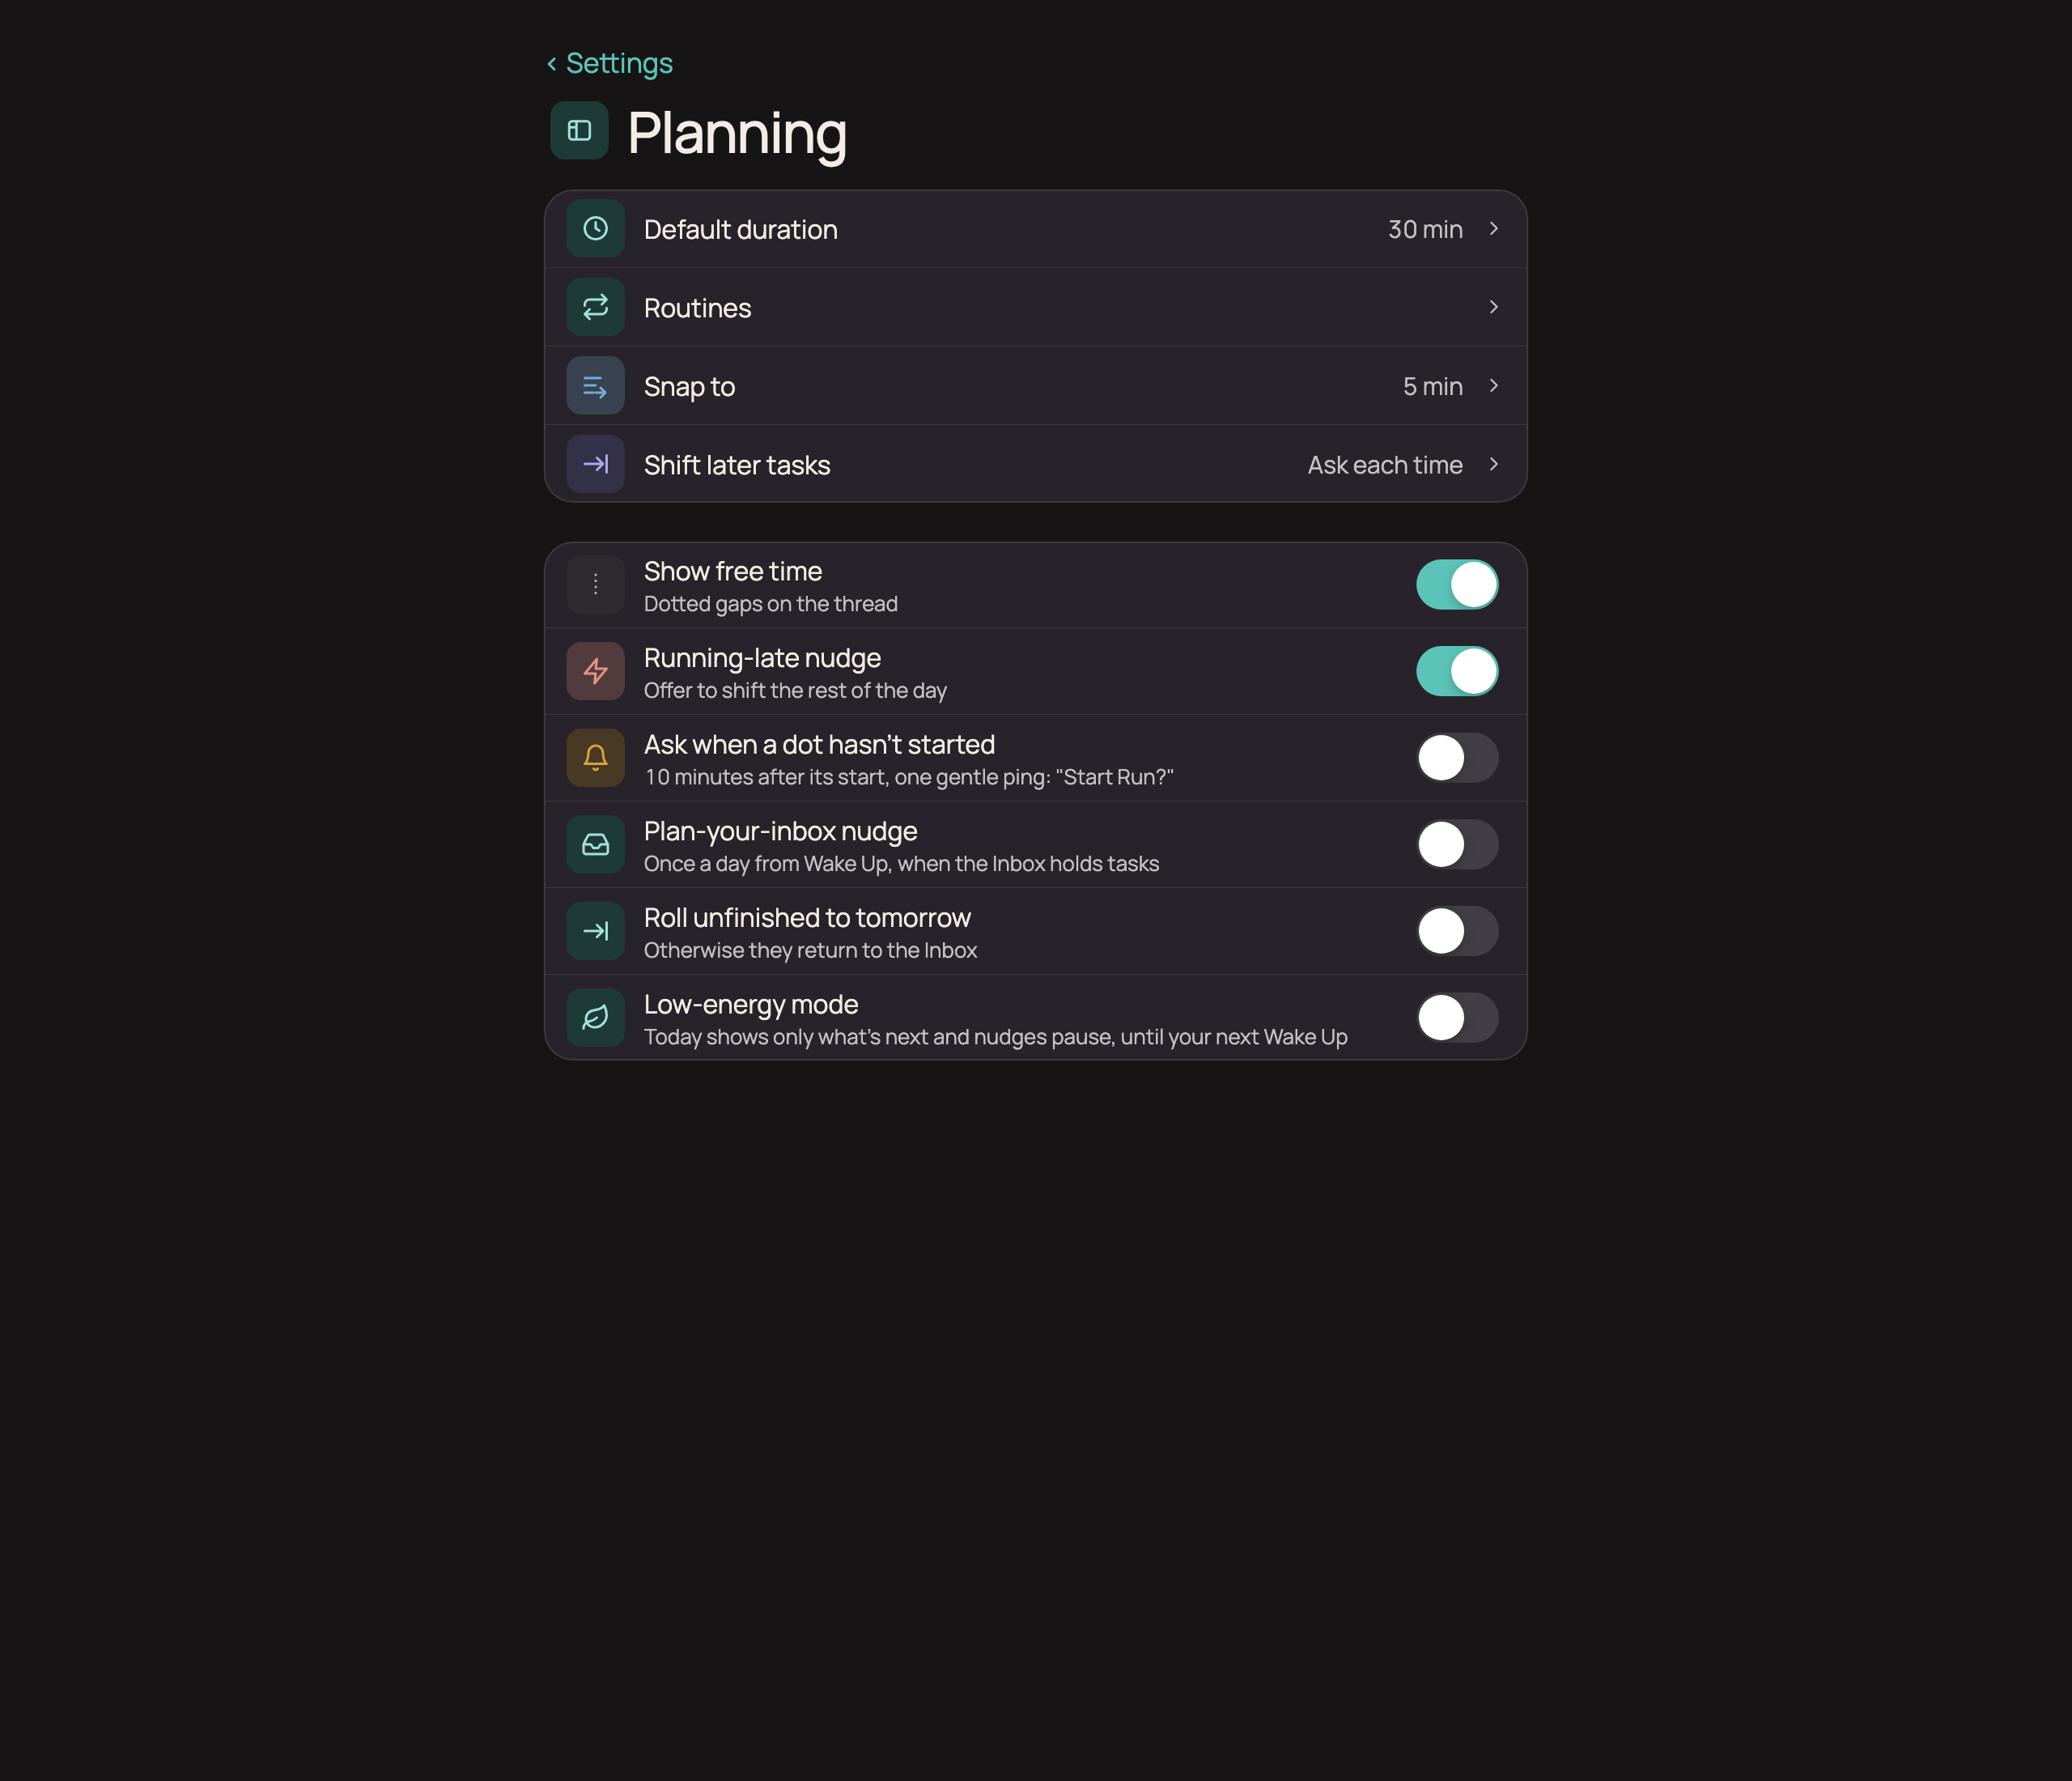 Settings
Planning
Default duration 30 min
Routines
Snap to 5 min
Shift later tasks Ask each time
Show free time
Dotted gaps on the thread
Running-late nudge
Offer to shift the rest of the day
Ask when a dot hasn’t started
10 minutes after its start, one gentle ping: "Start Run?"
Plan-your-inbox nudge
Once a day from Wake Up, when the Inbox holds tasks
Roll unfinished to tomorrow
Otherwise they return to the Inbox
Low-energy mode
Today shows only what’s next and nudges pause, until your next Wake Up